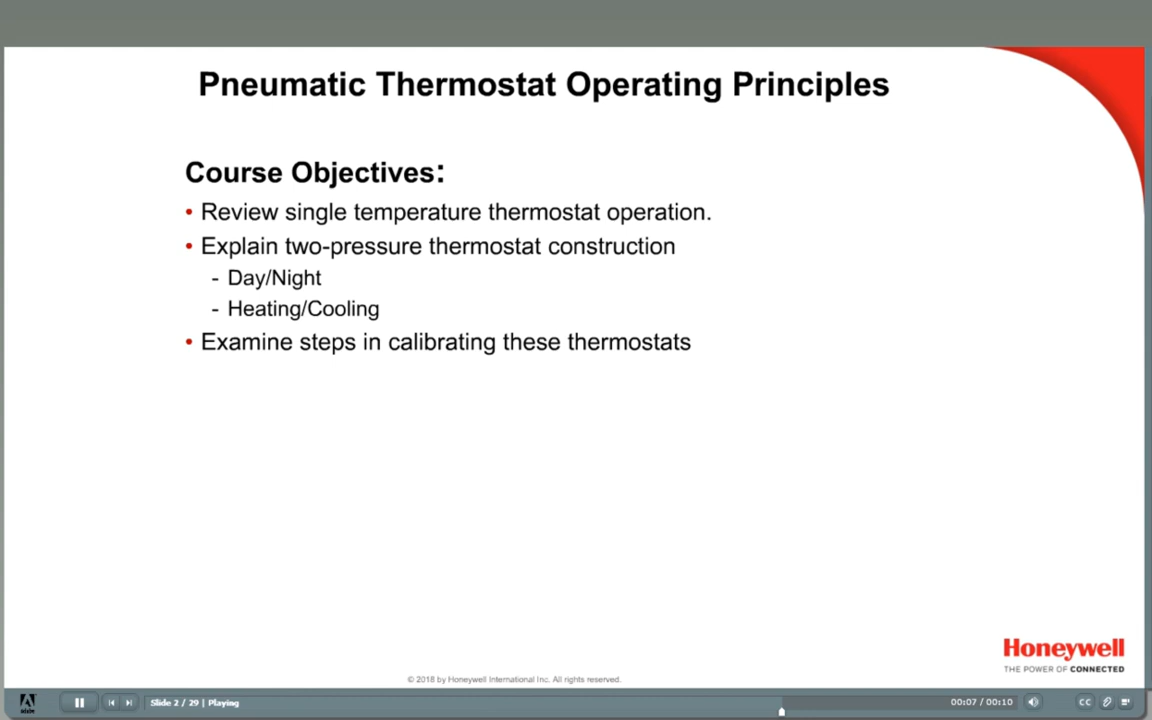 Pneumatic Thermostat Operating Principles
Course Objectives:
• Review single temperature thermostat operation.
• Explain two-pressure thermostat construction
- Day/Night
- Heating/Cooling
• Examine steps in calibrating these thermostats
Honeywell
THE POWER OF CONNECTED
© 2018 by Honeywell International Inc. All rights reserved.
Adobe
Slide 2 / 29 | Playing
00:07 / 00:10
CC